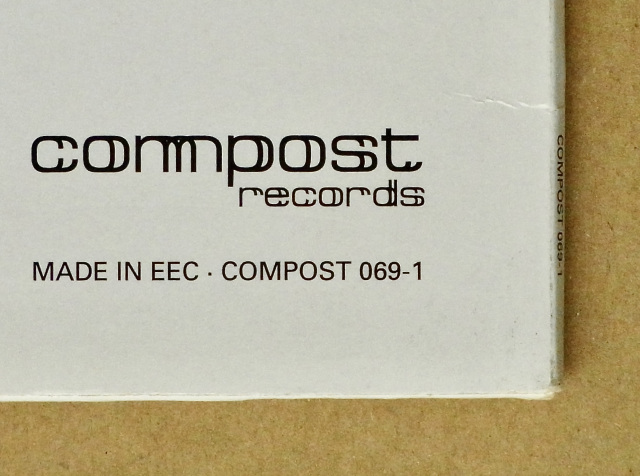 compost
records
MADE IN EEC · COMPOST 069-1
COMPOST 069-1